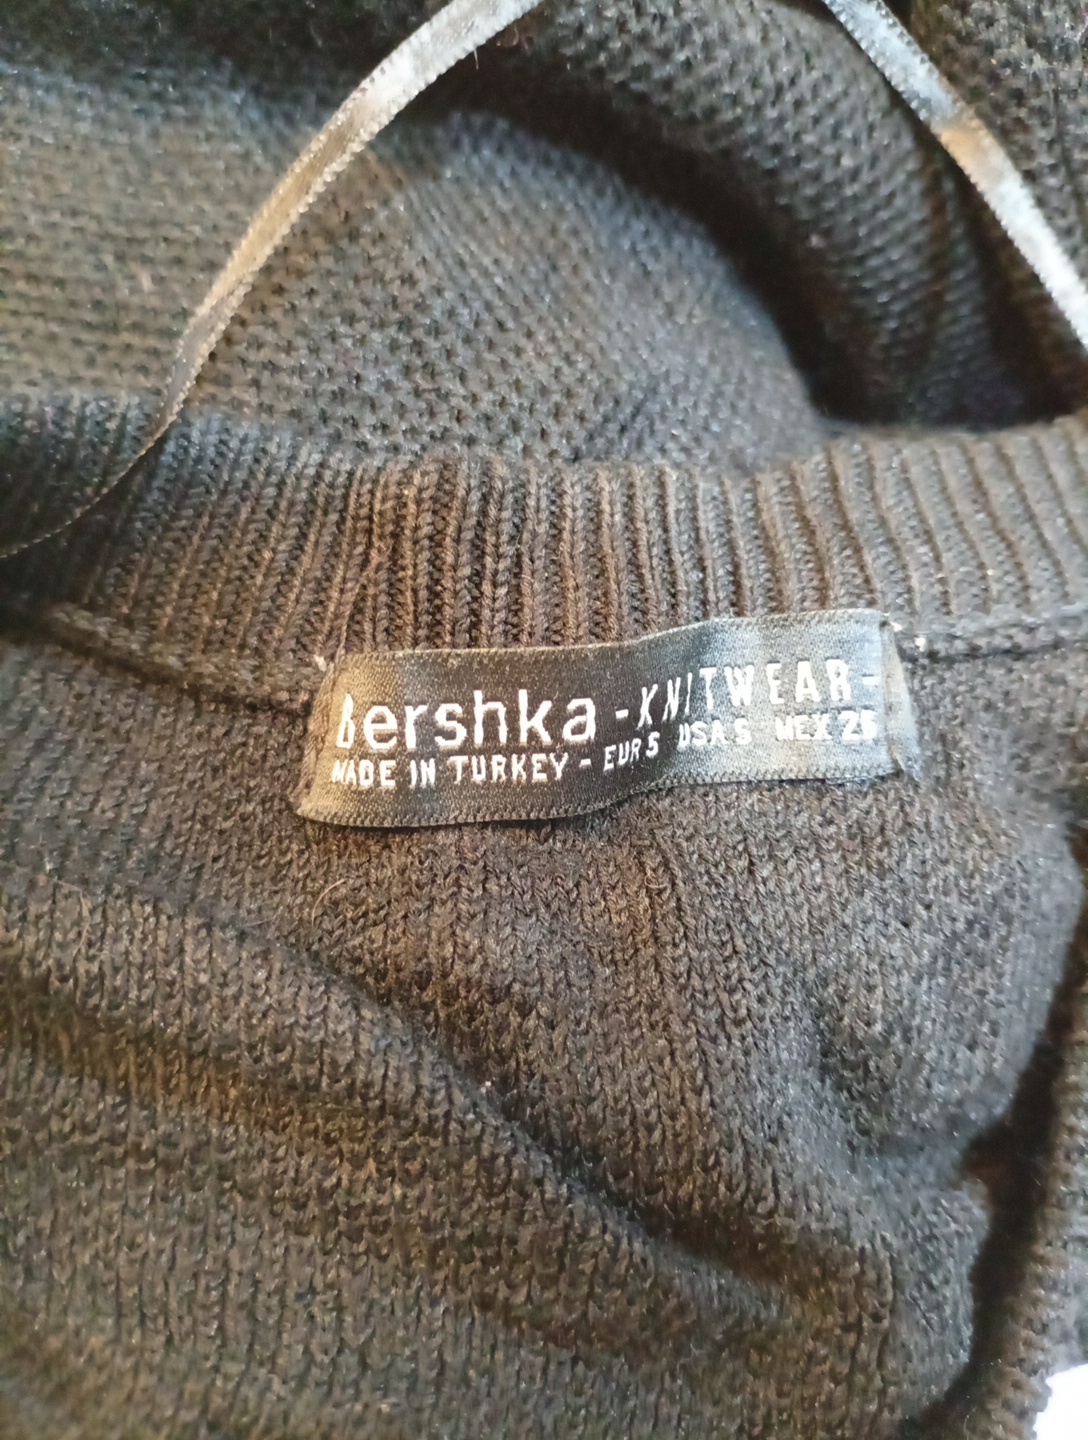 Bershka -KNITWEAR-
MADE IN TURKEY - EUR S USA S MEX 26